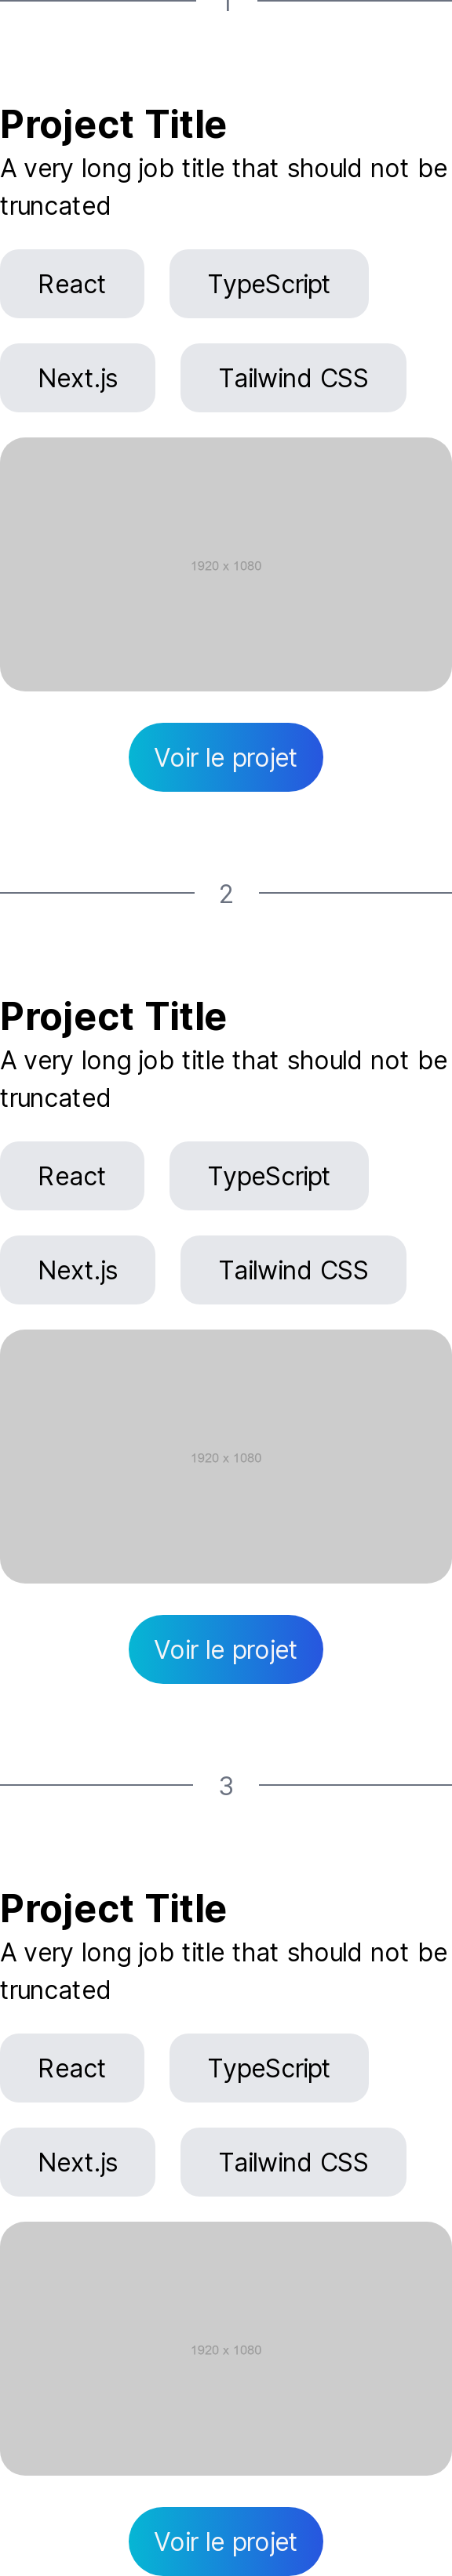 Project Title
A very long job title that should not be
truncated
React TypeScript
Next.js Tailwind CSS
1920 x 1080
Voir le projet
2
Project Title
A very long job title that should not be
truncated
React TypeScript
Next.js Tailwind CSS
1920 x 1080
Voir le projet
3
Project Title
A very long job title that should not be
truncated
React TypeScript
Next.js Tailwind CSS
1920 x 1080
Voir le projet